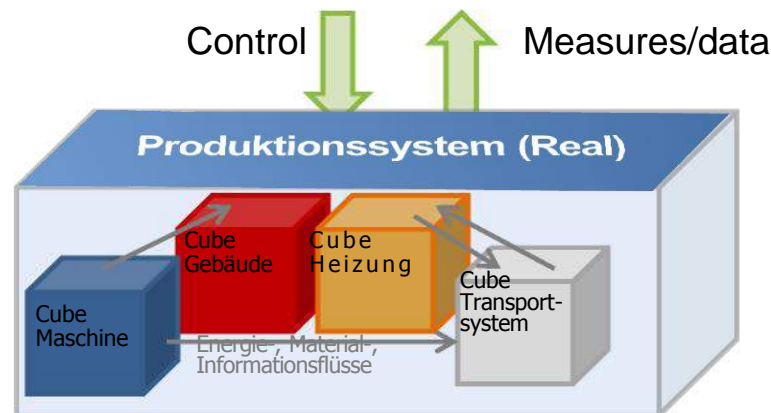 Control
Measures/data
Produktionssystem (Real)
Cube
Gebäude
Cube
Heizung
Cube
Transport-
system
Cube
Maschine
Energie-, Material-,
Informationsflüsse